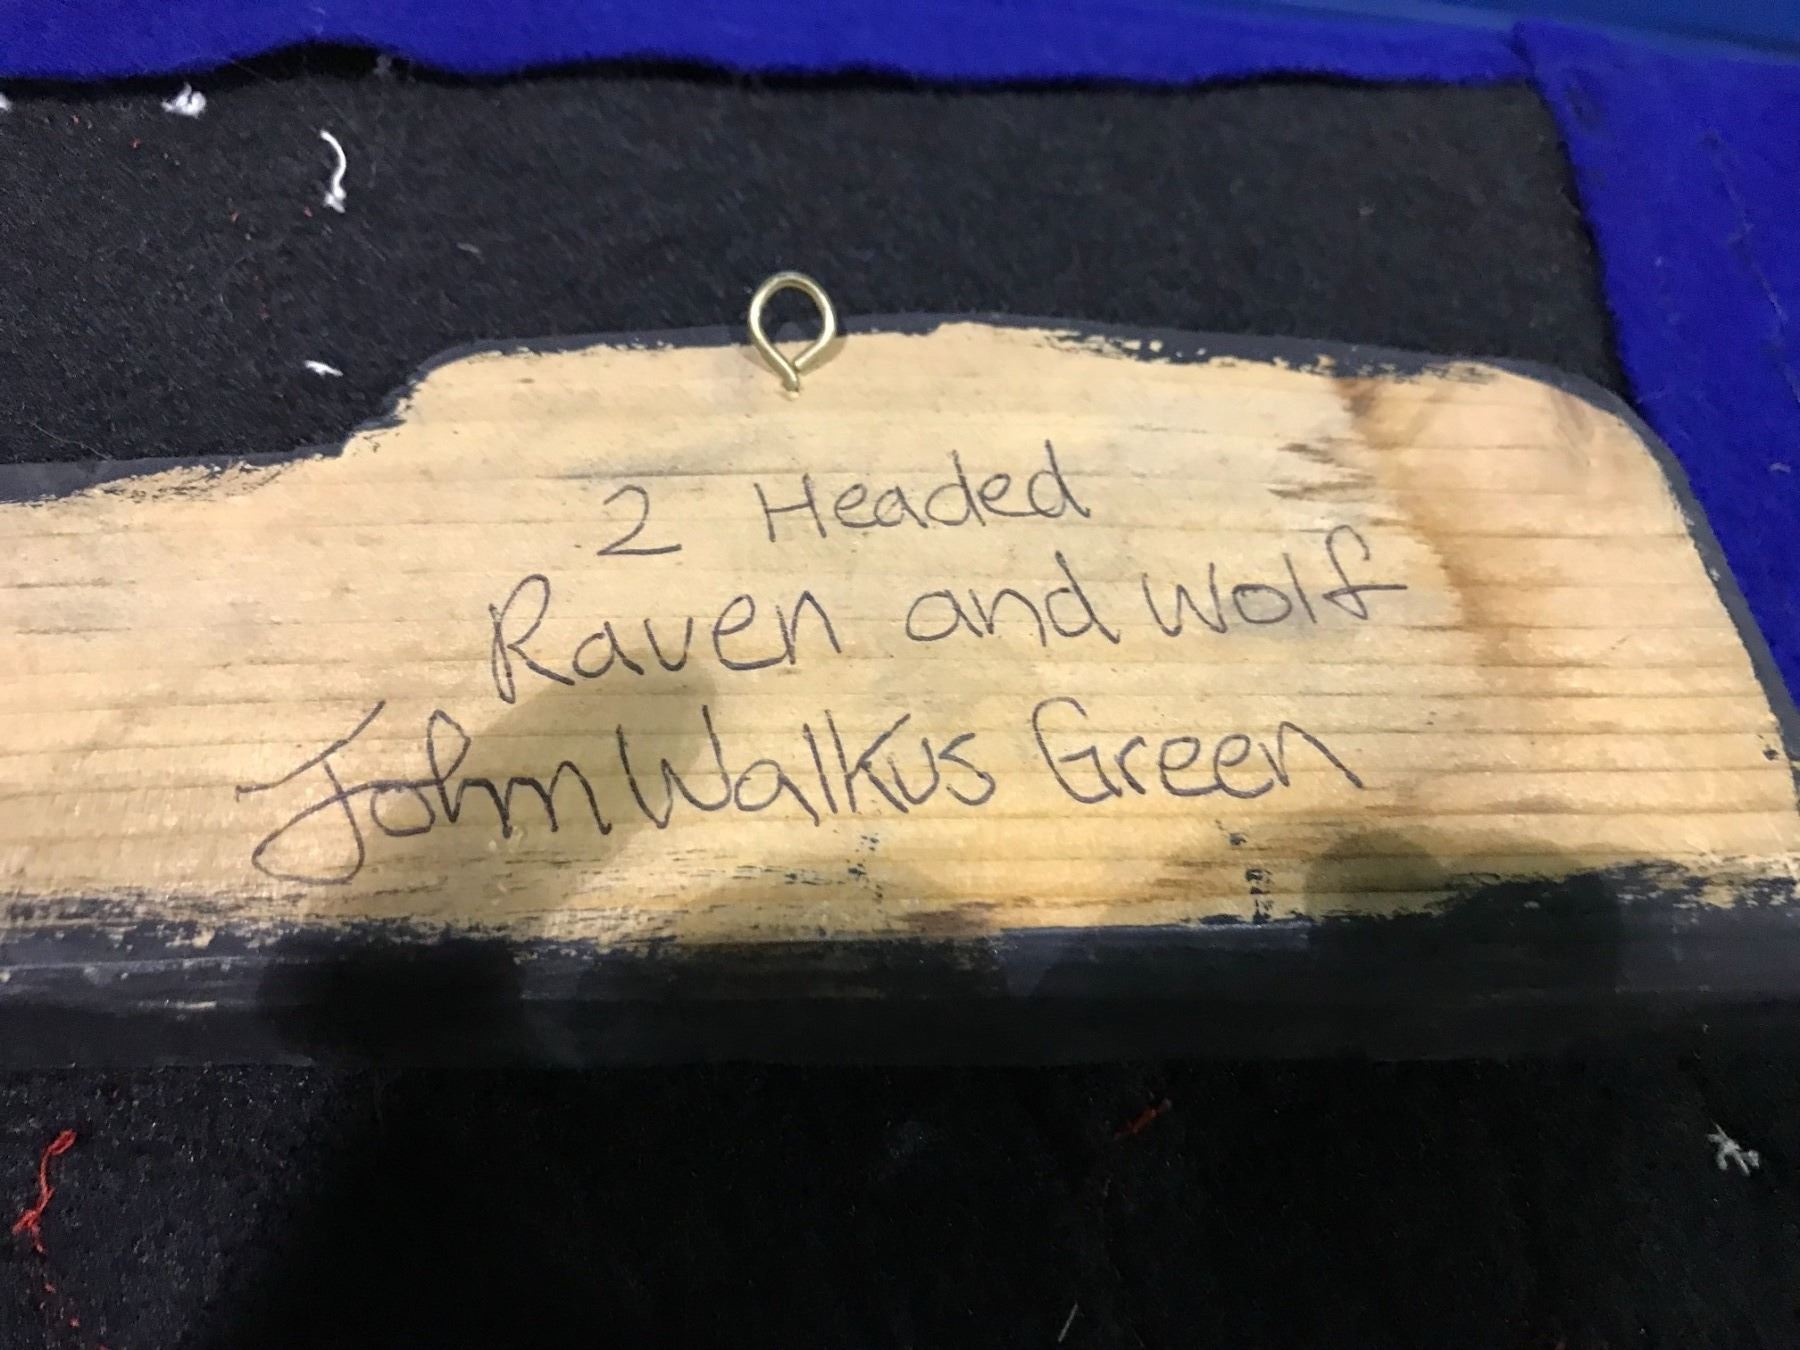 2 Headed
Raven and wolf
John Walkus Green